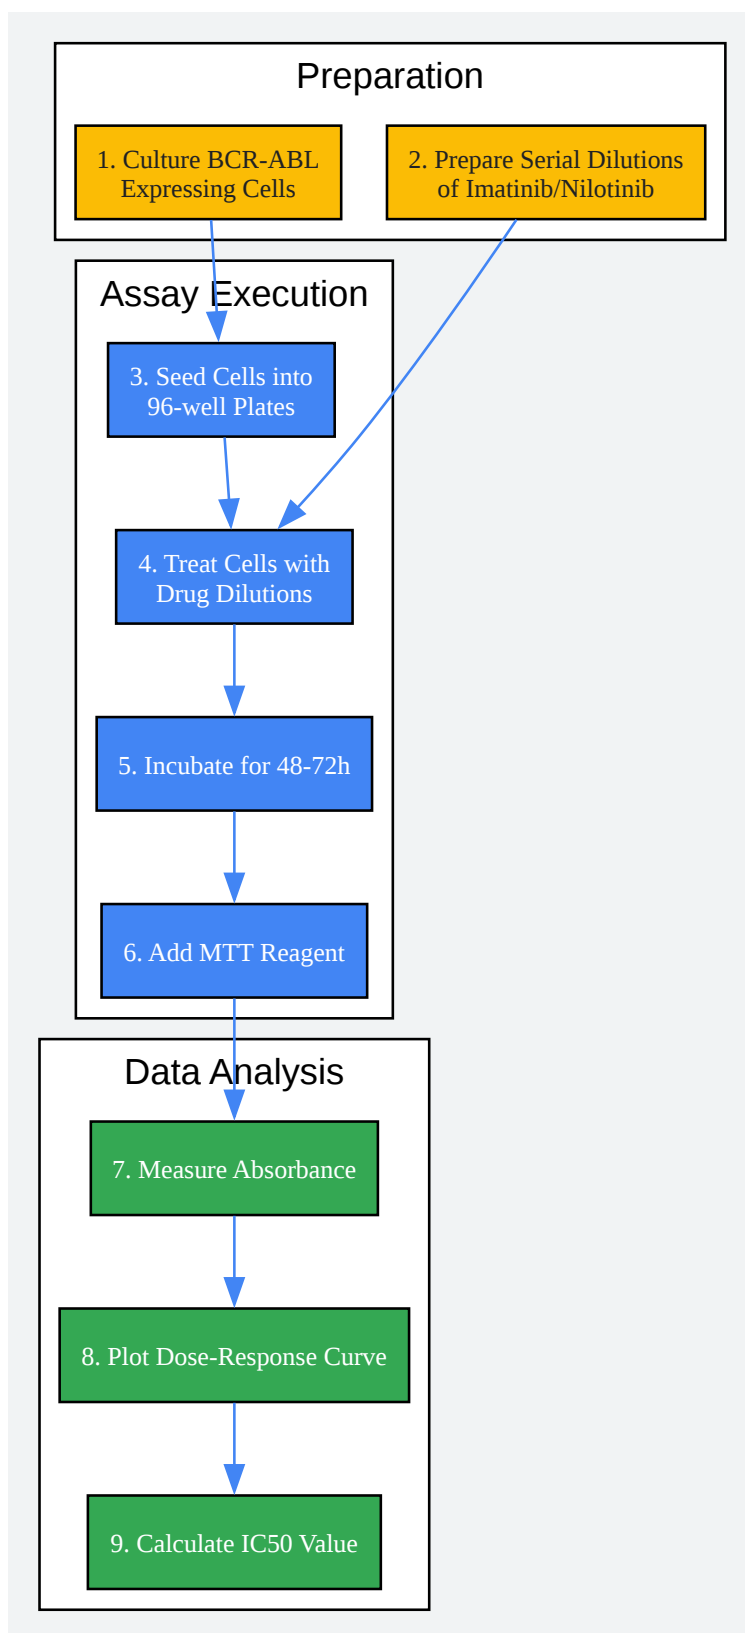 Preparation
1. Culture BCR-ABL
Expressing Cells
2. Prepare Serial Dilutions
of Imatinib/Nilotinib
Assay Execution
3. Seed Cells into
96-well Plates
4. Treat Cells with
Drug Dilutions
5. Incubate for 48-72h
6. Add MTT Reagent
Data Analysis
7. Measure Absorbance
8. Plot Dose-Response Curve
9. Calculate IC50 Value